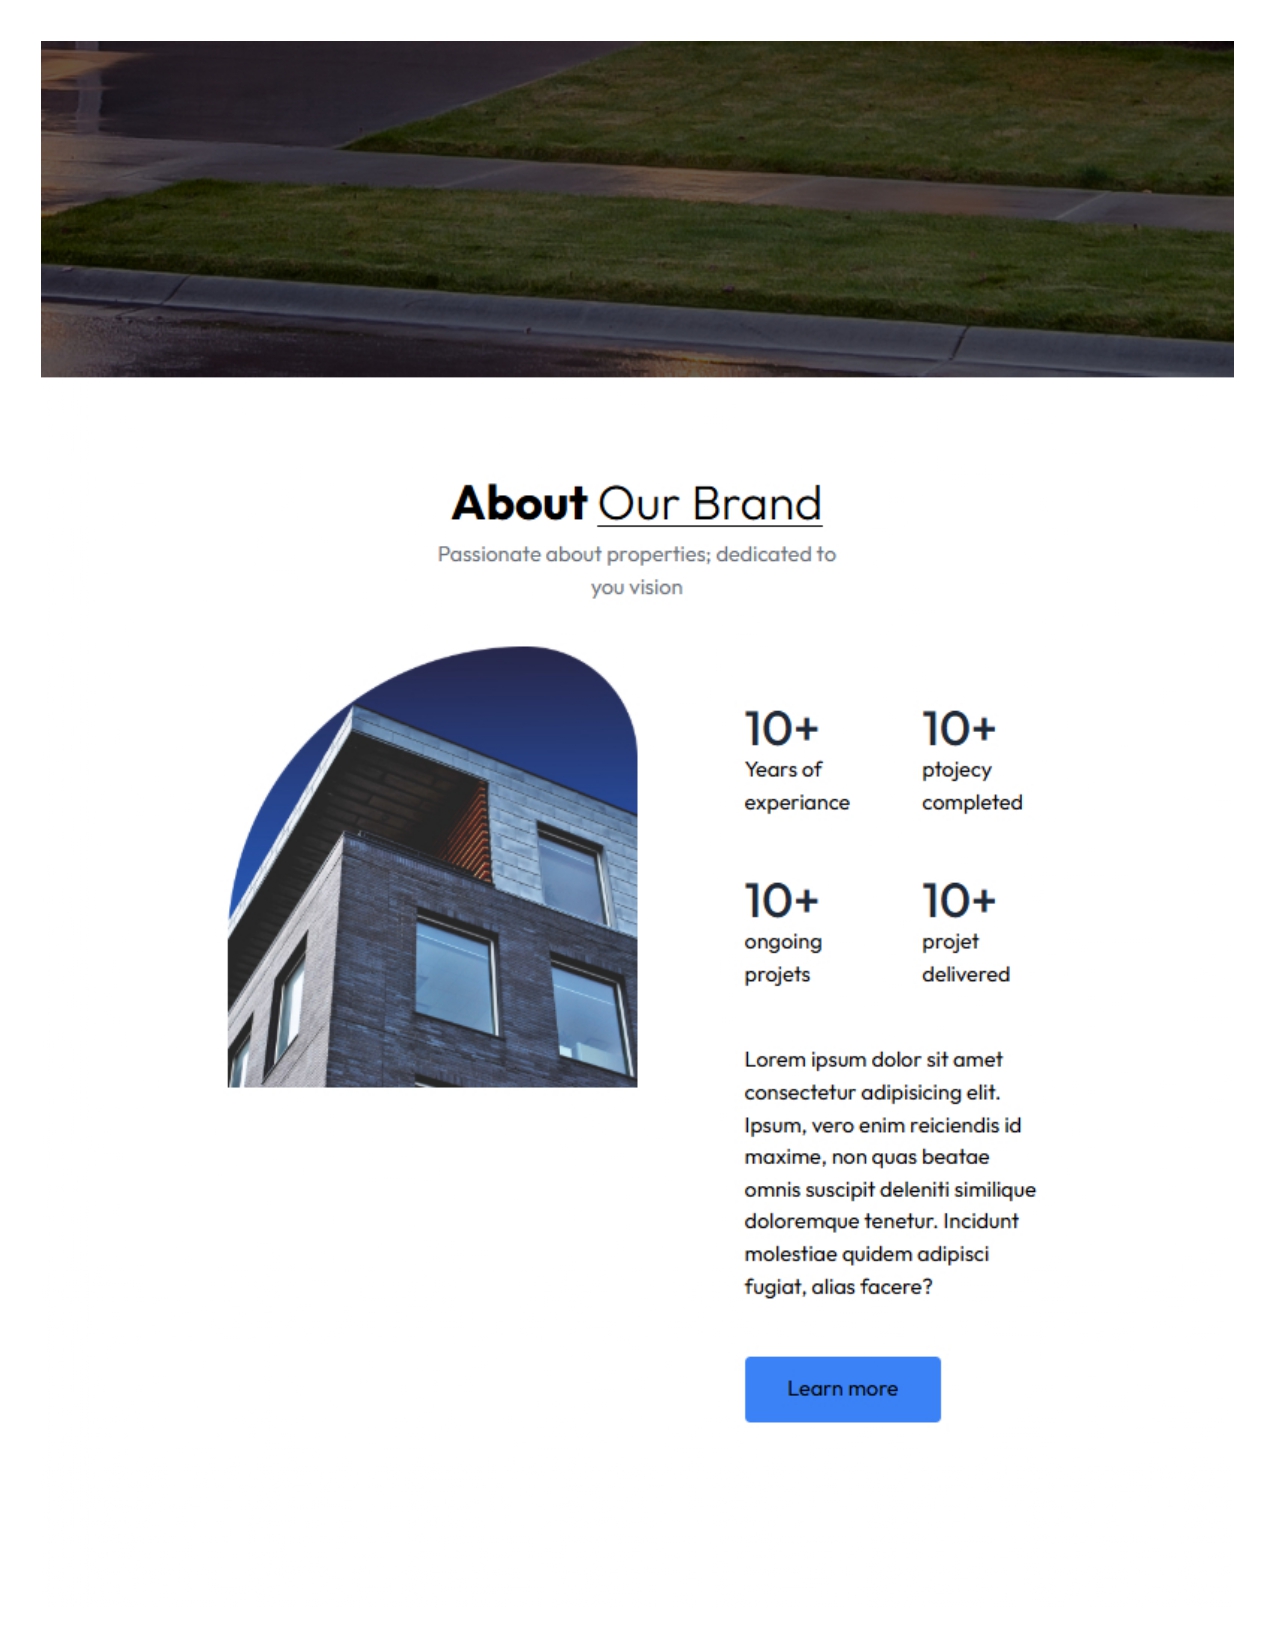 About Our Brand
Passionate about properties; dedicated to
you vision
10+
Years of
experiance
10+
ptojecy
completed
10+
ongoing
projets
10+
projet
delivered
Lorem ipsum dolor sit amet
consectetur adipisicing elit.
Ipsum, vero enim reiciendis id
maxime, non quas beatae
omnis suscipit deleniti similique
doloremque tenetur. Incidunt
molestiae quidem adipisci
fugiat, alias facere?
Learn more